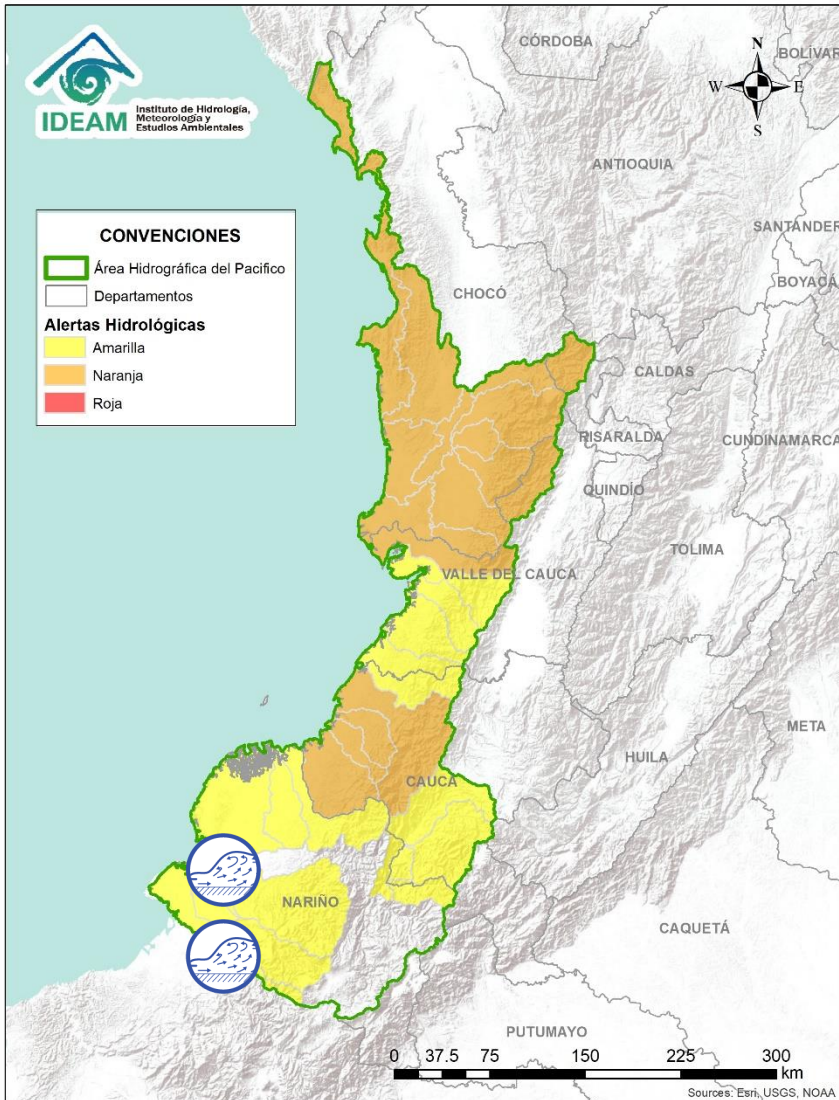 IDEAM
Instituto de Hidrología,
Meteorología y
Estudios Ambientales
CÓRDOBA
BOLÍVAR
N
W
E
S
ANTIOQUIA
SANTANDER
BOYACÁ
CONVENCIONES
Área Hidrográfica del Pacifico
Departamentos
Alertas Hidrológicas
Amarilla
Naranja
Roja
CHOCÓ
CALDAS
RISARALDA
CUNDINAMARCA
QUINDÍO
TOLIMA
VALLE DEL CAUCA
META
HUILA
CAUCA
NARIÑO
CAQUETÁ
PUTUMAYO
0 37.5 75 150 225 300
km
Sources: Esri, USGS, NOAA